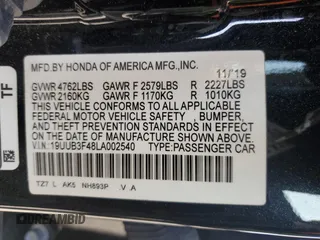 TF
MFD.BY HONDA OF AMERICA MFG.,INC.
11/19
GVWR 4762LBS GAWR F 2579LBS R 2227LBS
GVWR 2160KG GAWR F 1170KG R 1010KG
THIS VEHICLE CONFORMS TO ALL APPLICABLE
FEDERAL MOTOR VEHICLE SAFETY , BUMPER,
AND THEFT PREVENTION STANDARDS IN EFFECT
ON THE DATE OF MANUFACTURE SHOWN ABOVE.
V.I.N.: 19UUB3F48LA002540 TYPE:PASSENGER CAR
TZ7 L AK5 NH893P V A
DREAMBID